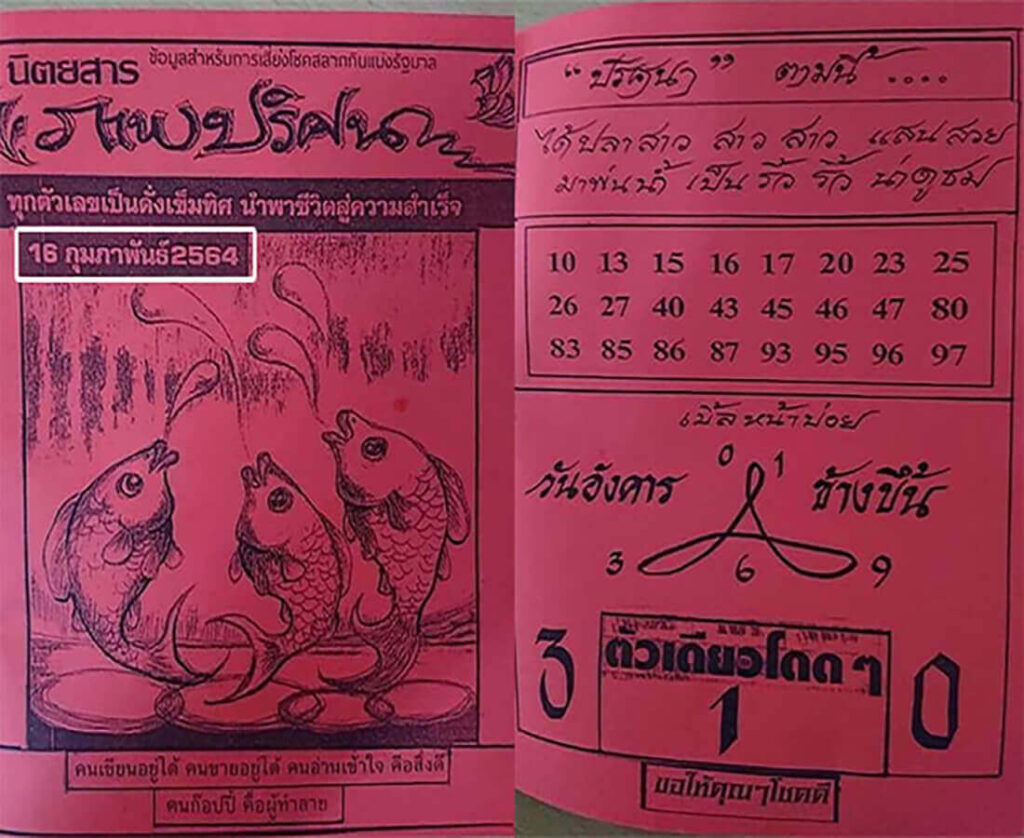 ข้อมูลสำหรับการเสี่ยงโชคสลากกินแบ่งรัฐบาล
นิตยสาร
ภาพปริศนา
ทุกตัวเลขเป็นดั่งเข็มทิศ นำพาชีวิตสู่ความสำเร็จ
16 กุมภาพันธ์2564
คนเขียนอยู่ได้ คนขายอยู่ได้ คนอ่านเข้าใจ คือสิ่งดี
คนก๊อปปี้ คือผู้ทำลาย
“ปริศนา” ตามนี้ ....
ได้ปลาสาว สาว สาว แสนสวย
มาพ่นน้ำ เป็นริ้ว ริ้ว น่าดูชม
10 13 15 16 17 20 23 25
26 27 40 43 45 46 47 80
83 85 86 87 93 95 96 97
เบิ้ลหน้าบ่อย
0 1
วันอังคาร ข้างขึ้น
3 6 9
ตัวเดียวโดดๆ
3 1 0
ขอให้คุณๆโชคดี